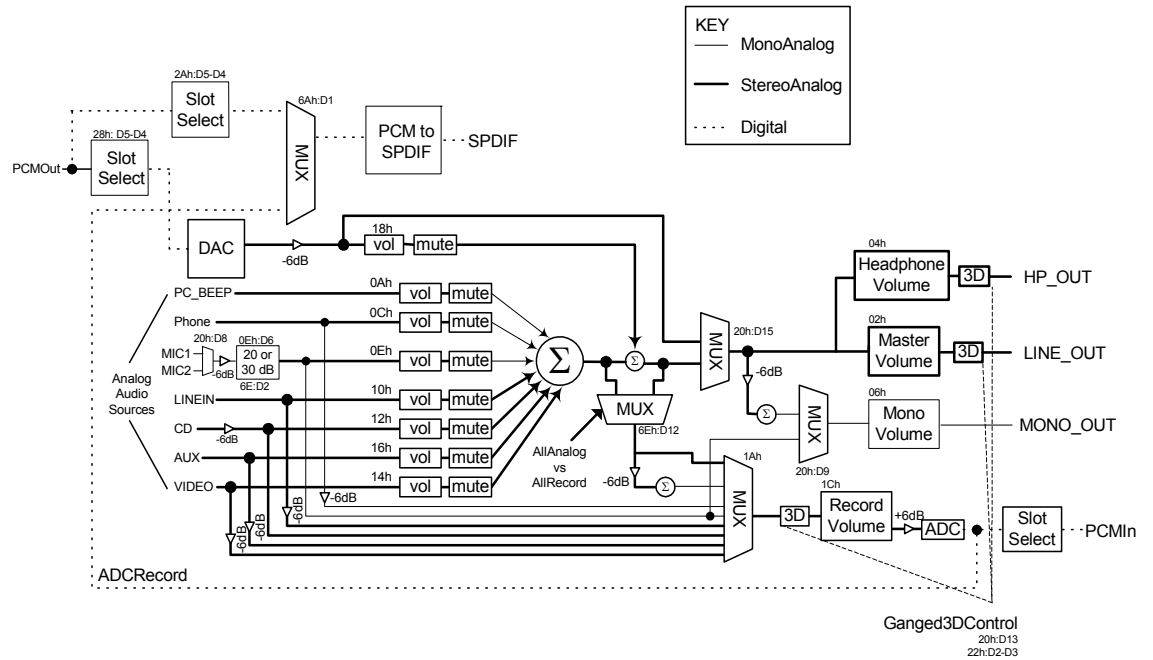 KEY
MonoAnalog
StereoAnalog
Digital
2Ah:D5-D4
Slot
Select
6Ah:D1
MUX
PCM to
SPDIF
SPDIF
28h: D5-D4
PCMOut
Slot
Select
DAC
-6dB
18h
vol
mute
04h
Headphone
Volume
3D
HP_OUT
PC_BEEP
0Ah
vol
mute
Phone
0Ch
vol
mute
20h:D8
MIC1
MIC2
-6dB
0Eh:D6
20 or
30 dB
6E:D2
0Eh
vol
mute
Σ
Σ
MUX
20h:D15
02h
Master
Volume
3D
LINE_OUT
-6dB
Analog
Audio
Sources
LINEIN
10h
vol
mute
MUX
6Eh:D12
Σ
MUX
20h:D9
06h
Mono
Volume
MONO_OUT
CD
-6dB
12h
vol
mute
AUX
16h
vol
mute
AllAnalog
vs
AllRecord
VIDEO
14h
vol
mute
-6dB
Σ
1Ah
MUX
-6dB
-6dB
-6dB
-6dB
3D
1Ch
Record
Volume
+6dB
ADC
Slot
Select
PCMIn
ADCRecord
Ganged3DControl
20h:D13
22h:D2-D3